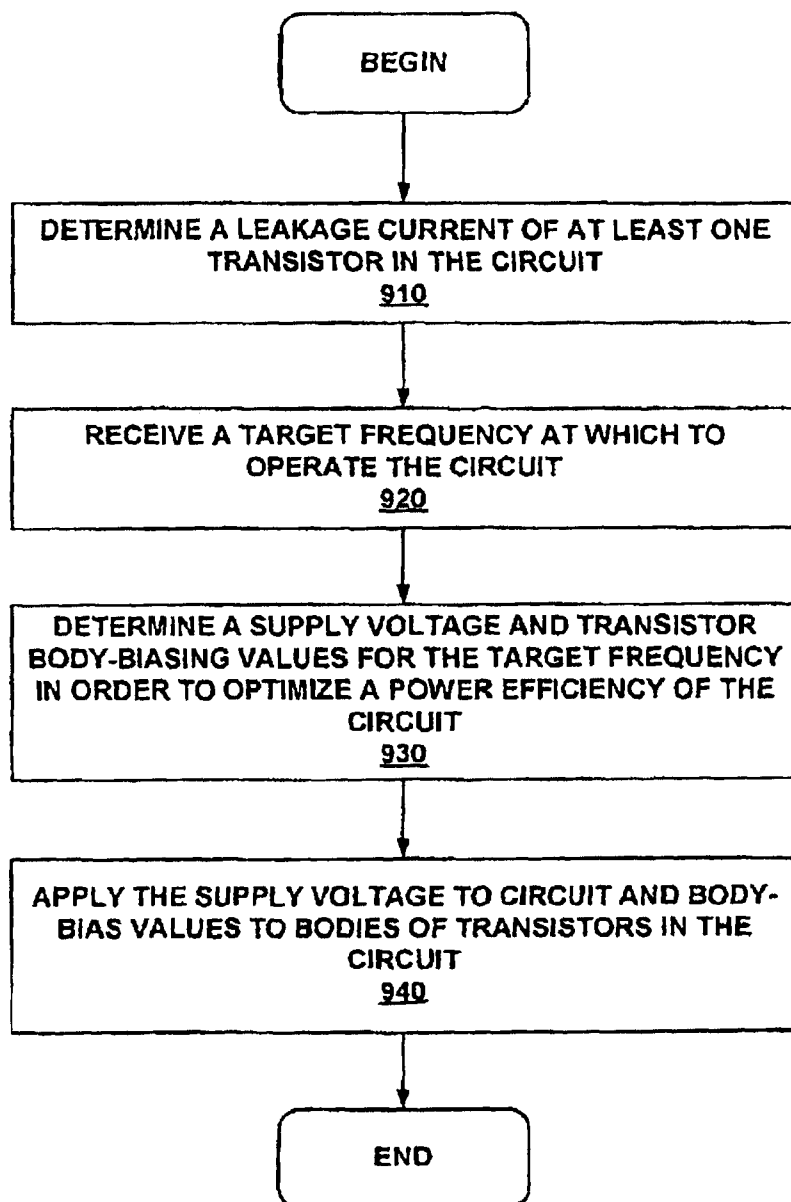 BEGIN
DETERMINE A LEAKAGE CURRENT OF AT LEAST ONE
TRANSISTOR IN THE CIRCUIT
910
RECEIVE A TARGET FREQUENCY AT WHICH TO
OPERATE THE CIRCUIT
920
DETERMINE A SUPPLY VOLTAGE AND TRANSISTOR
BODY-BIASING VALUES FOR THE TARGET FREQUENCY
IN ORDER TO OPTIMIZE A POWER EFFICIENCY OF THE
CIRCUIT
930
APPLY THE SUPPLY VOLTAGE TO CIRCUIT AND BODY-
BIAS VALUES TO BODIES OF TRANSISTORS IN THE
CIRCUIT
940
END